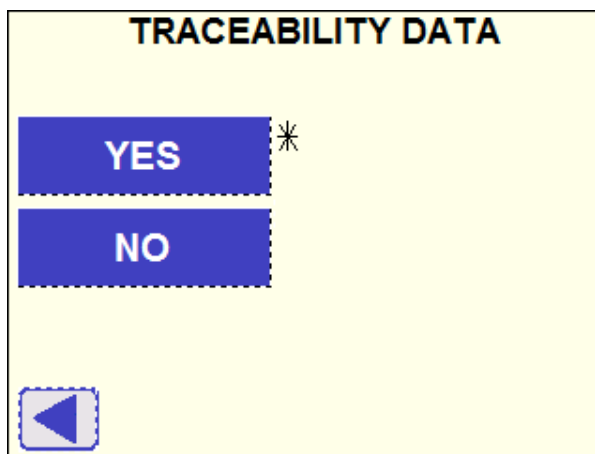 TRACEABILITY DATA
YES *
NO